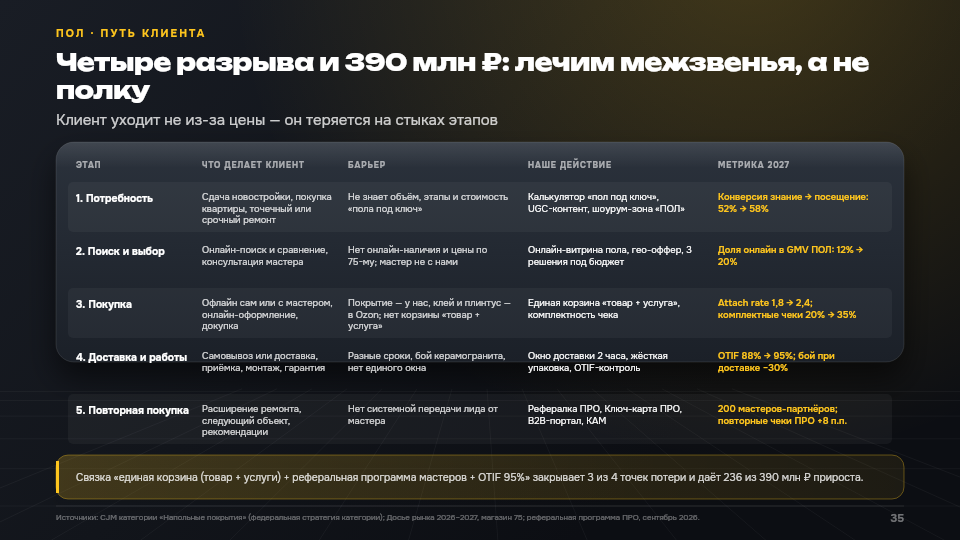 ПОЛ · ПУТЬ КЛИЕНТА
Четыре разрыва и 390 млн ₽: лечим межзвенья, а не
полку
Клиент уходит не из-за цены — он теряется на стыках этапов
ЭТАП
ЧТО ДЕЛАЕТ КЛИЕНТ
БАРЬЕР
НАШЕ ДЕЙСТВИЕ
МЕТРИКА 2027
1. Потребность
Сдача новостройки, покупка
квартиры, точечный или
срочный ремонт
Не знает объём, этапы и стоимость
«пола под ключ»
Калькулятор «пол под ключ»,
UGC-контент, шоурум-зона «ПОЛ»
Конверсия знание → посещение:
52% → 58%
2. Поиск и выбор
Онлайн-поиск и сравнение,
консультация мастера
Нет онлайн-наличия и цены по
75-му; мастер не с нами
Онлайн-витрина пола, гео-оффер, 3
решения под бюджет
Доля онлайн в GMV ПОЛ: 12% →
20%
3. Покупка
Офлайн сам или с мастером,
онлайн-оформление,
докупка
Покрытие — у нас, клей и плинтус —
в Ozon; нет корзины «товар +
услуга»
Единая корзина «товар + услуга»,
комплектность чека
Attach rate 1,8 → 2,4;
комплектные чеки 20% → 35%
4. Доставка и работы
Самовывоз или доставка,
приёмка, монтаж, гарантия
Разные сроки, бой керамогранита,
нет единого окна
Окно доставки 2 часа, жёсткая
упаковка, OTIF-контроль
OTIF 88% → 95%; бой при
доставке −30%
5. Повторная покупка
Расширение ремонта,
следующий объект,
рекомендации
Нет системной передачи лида от
мастера
Рефералка ПРО, Ключ-карта ПРО,
B2B-портал, КАМ
200 мастеров-партнёров;
повторные чеки ПРО +8 п.п.
Связка «единая корзина (товар + услуги) + реферальная программа мастеров + OTIF 95%» закрывает 3 из 4 точек потери и даёт 236 из 390 млн ₽ прироста.
Источники: CJM категории «Напольные покрытия» (федеральная стратегия категории); Досье рынка 2026–2027, магазин 75; реферальная программа ПРО, сентябрь 2026.
35